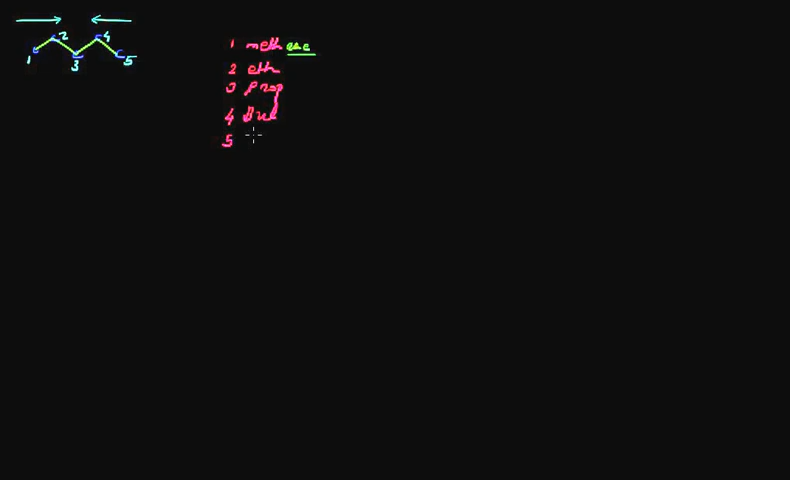 C C C C C
1 2 3 4 5
1 meth ane
2 eth
3 Prop
4 But
5